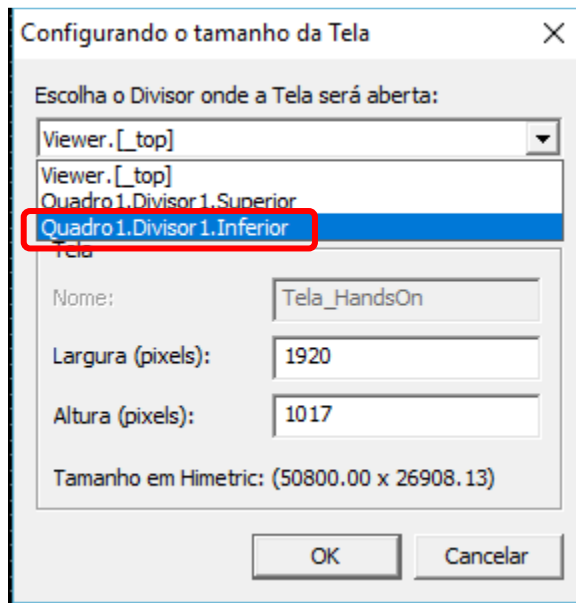 Configurando o tamanho da Tela
Escolha o Divisor onde a Tela será aberta:
Viewer.[_top]
Viewer.[_top]
Quadro1.Divisor1.Superior
Quadro1.Divisor1.Inferior
Tela
Nome: Tela_HandsOn
Largura (pixels): 1920
Altura (pixels): 1017
Tamanho em Himetric: (50800.00 x 26908.13)
OK Cancelar